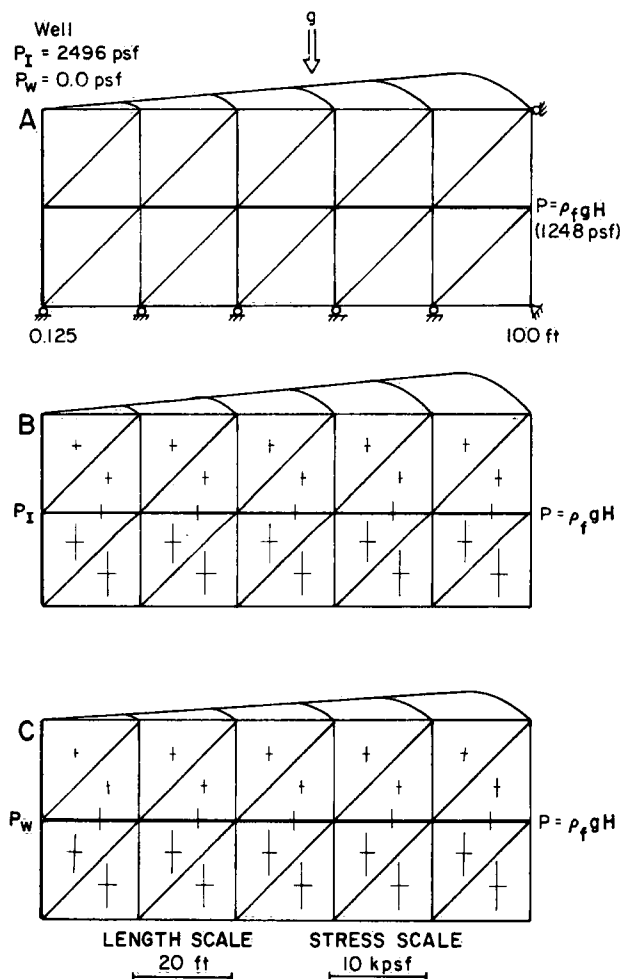 Well
P_I = 2496 psf
P_W = 0.0 psf
g
A
P = ρ_f gH
(1248 psf)
0.125
100 ft
B
P_I
P = ρ_f gH
C
P_W
P = ρ_f gH
LENGTH SCALE
20 ft
STRESS SCALE
10 kpsf